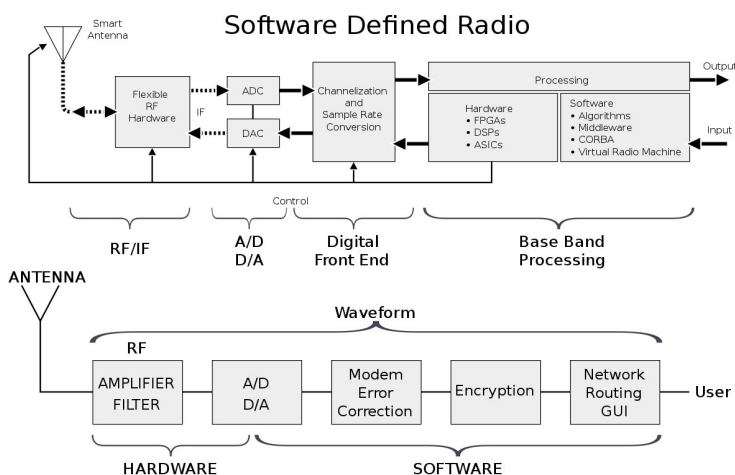 Software Defined Radio
Smart
Antenna
Flexible
RF
Hardware
IF
ADC
DAC
Channelization
and
Sample Rate
Conversion
Processing
Hardware
• FPGAs
• DSPs
• ASICs
Software
• Algorithms
• Middleware
• CORBA
• Virtual Radio Machine
Output
Input
Control
RF/IF
A/D
D/A
Digital
Front End
Base Band
Processing
ANTENNA
Waveform
RF
AMPLIFIER
FILTER
A/D
D/A
Modem
Error
Correction
Encryption
Network
Routing
GUI
User
HARDWARE
SOFTWARE